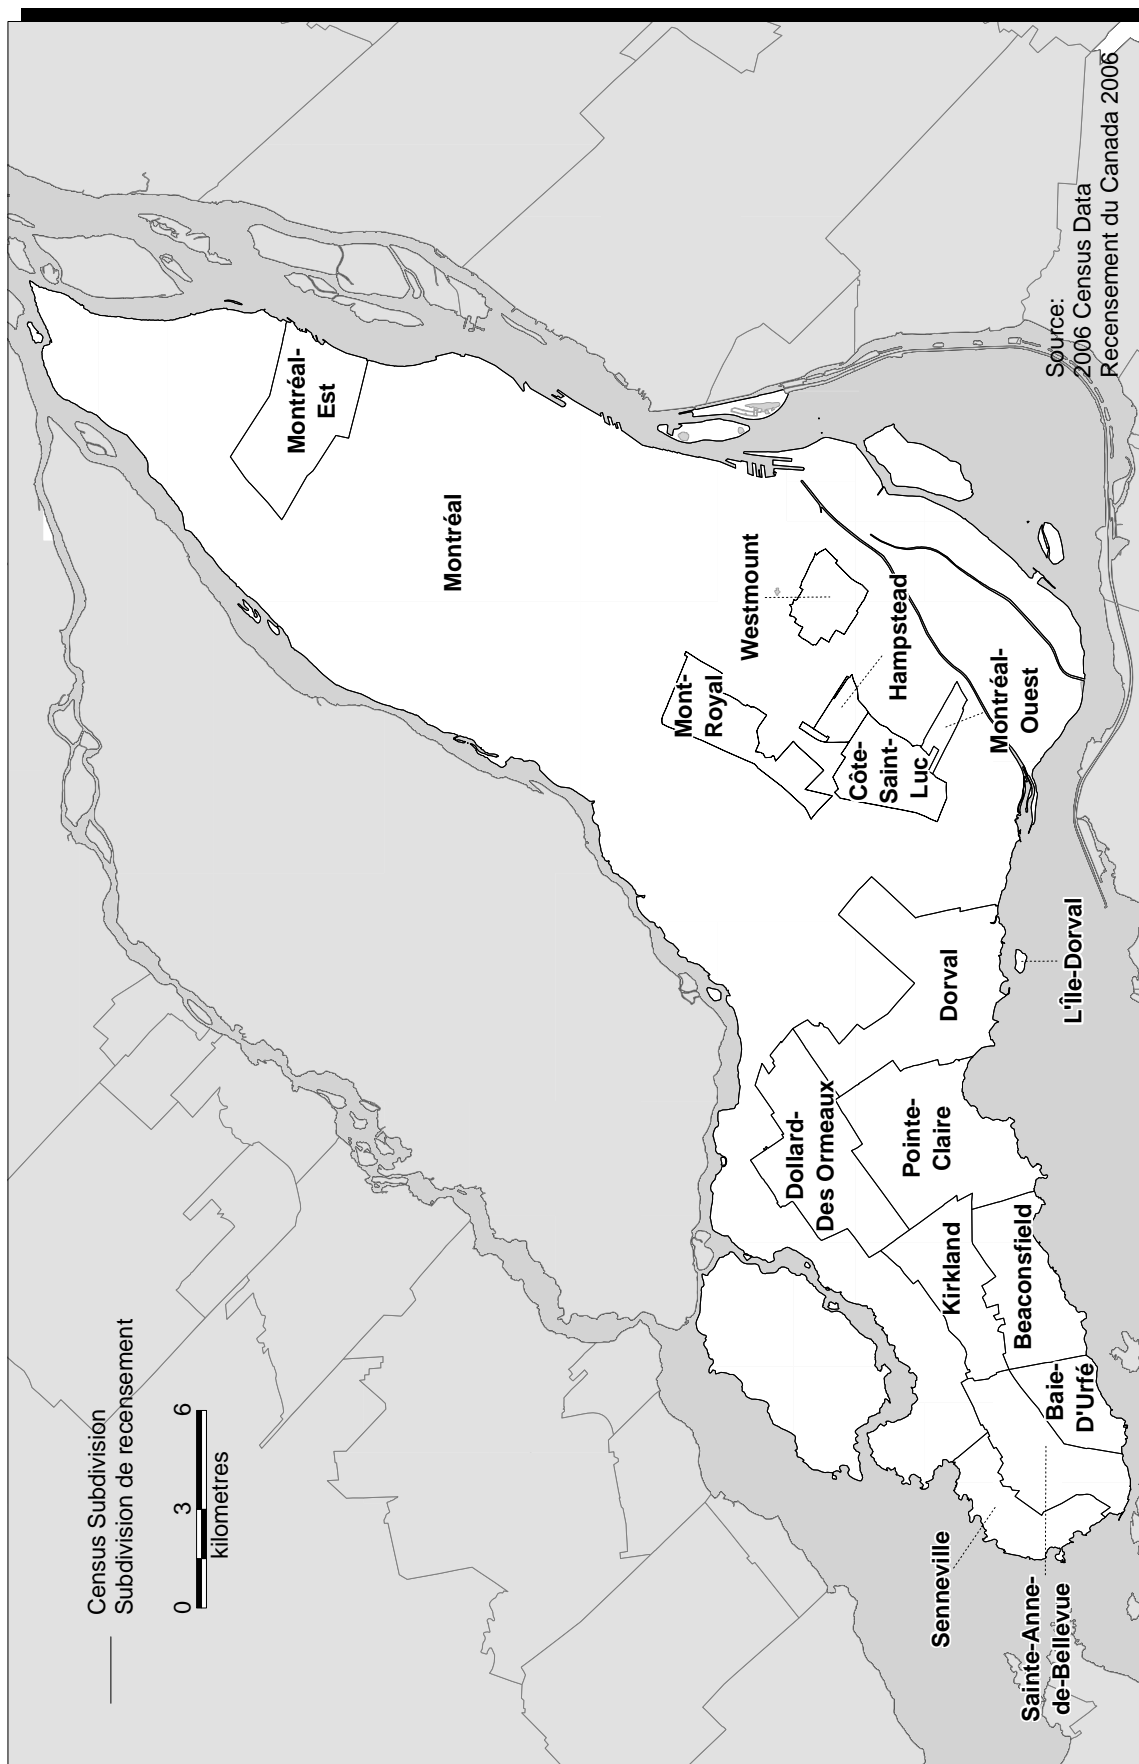 Census Subdivision
Subdivision de recensement
0 3 6
kilometres
Senneville
Sainte-Anne-
de-Bellevue
Baie-
D'Urfé
Beaconsfield
Kirkland
Dollard-
Des Ormeaux
Pointe-
Claire
Dorval
L'Île-Dorval
Côte-
Saint-
Luc
Mont-
Royal
Hampstead
Montréal-
Ouest
Westmount
Montréal
Montréal-
Est
Source:
2006 Census Data
Recensement du Canada 2006